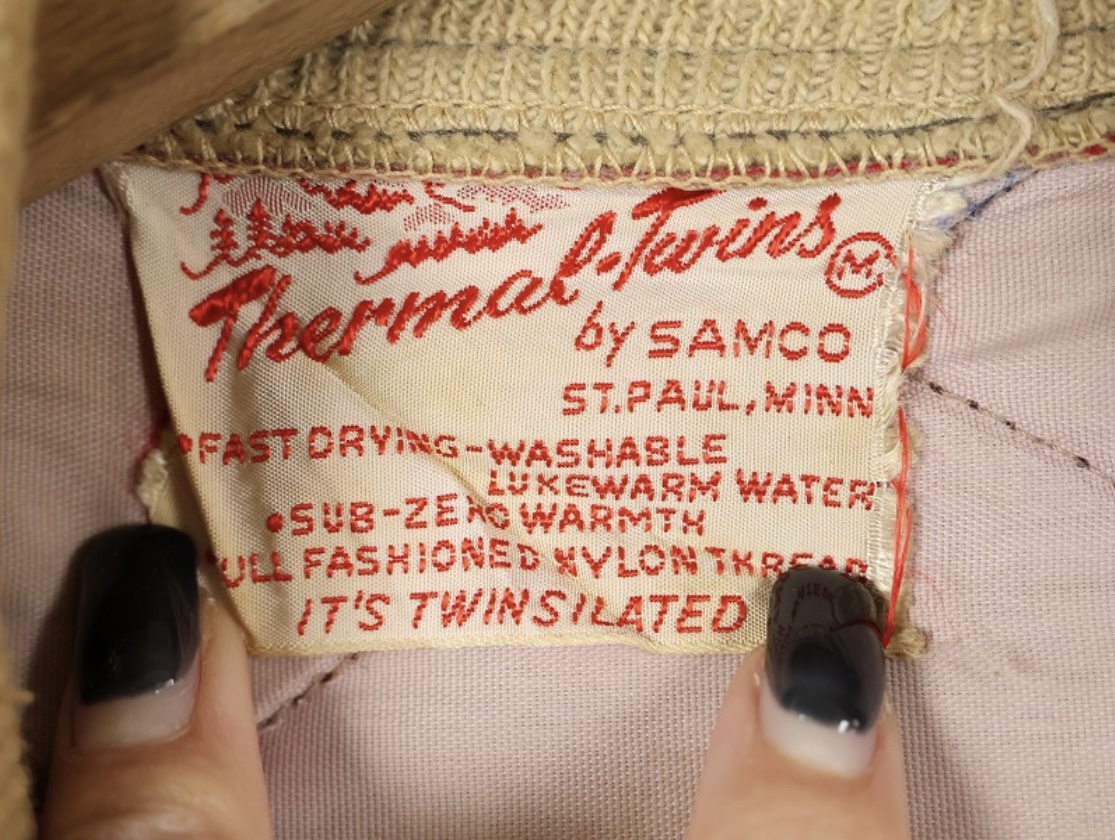 Thermal-Twins M
by SAMCO
ST.PAUL, MINN
•FAST DRYING-WASHABLE
LUKEWARM WATER
•SUB-ZERO WARMTH
FULL FASHIONED NYLON THREAD
IT'S TWINSILATED